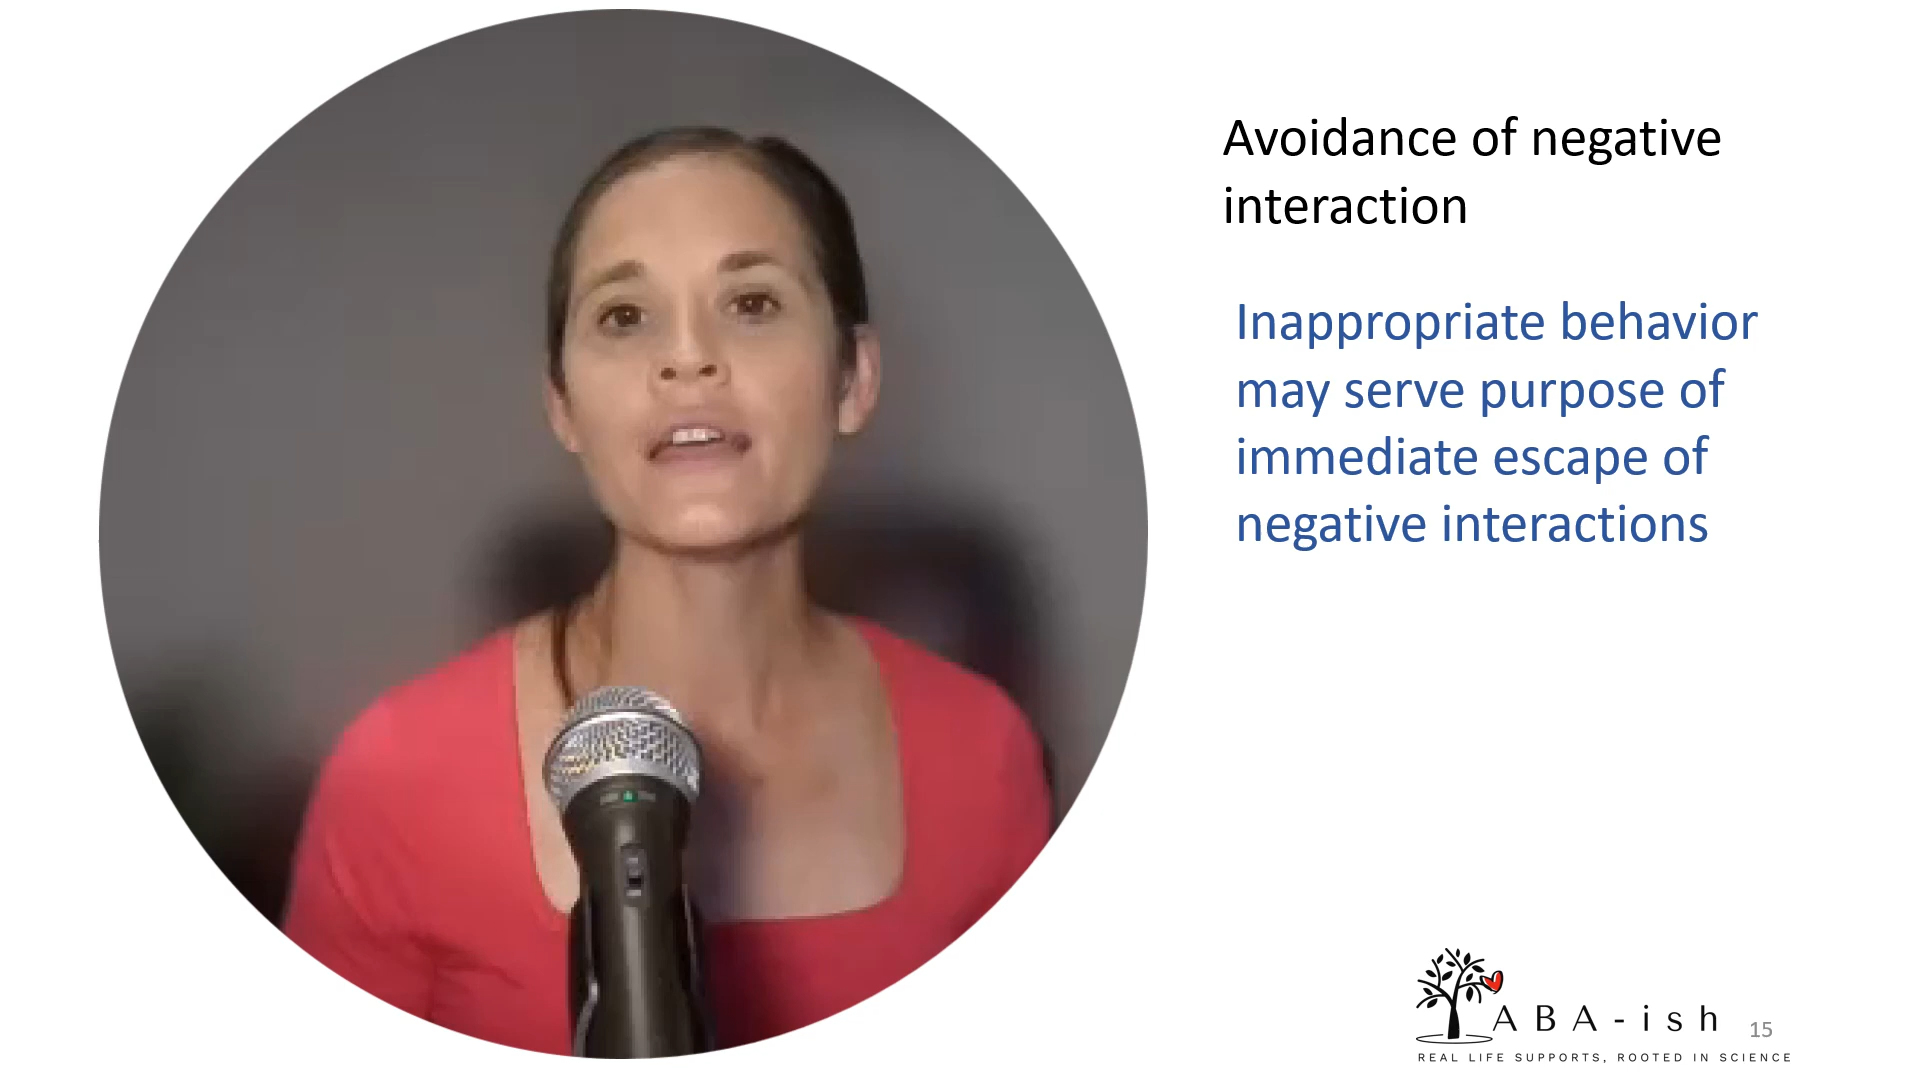 Avoidance of negative
interaction
Inappropriate behavior
may serve purpose of
immediate escape of
negative interactions
ABA-ish
15
REAL LIFE SUPPORTS, ROOTED IN SCIENCE